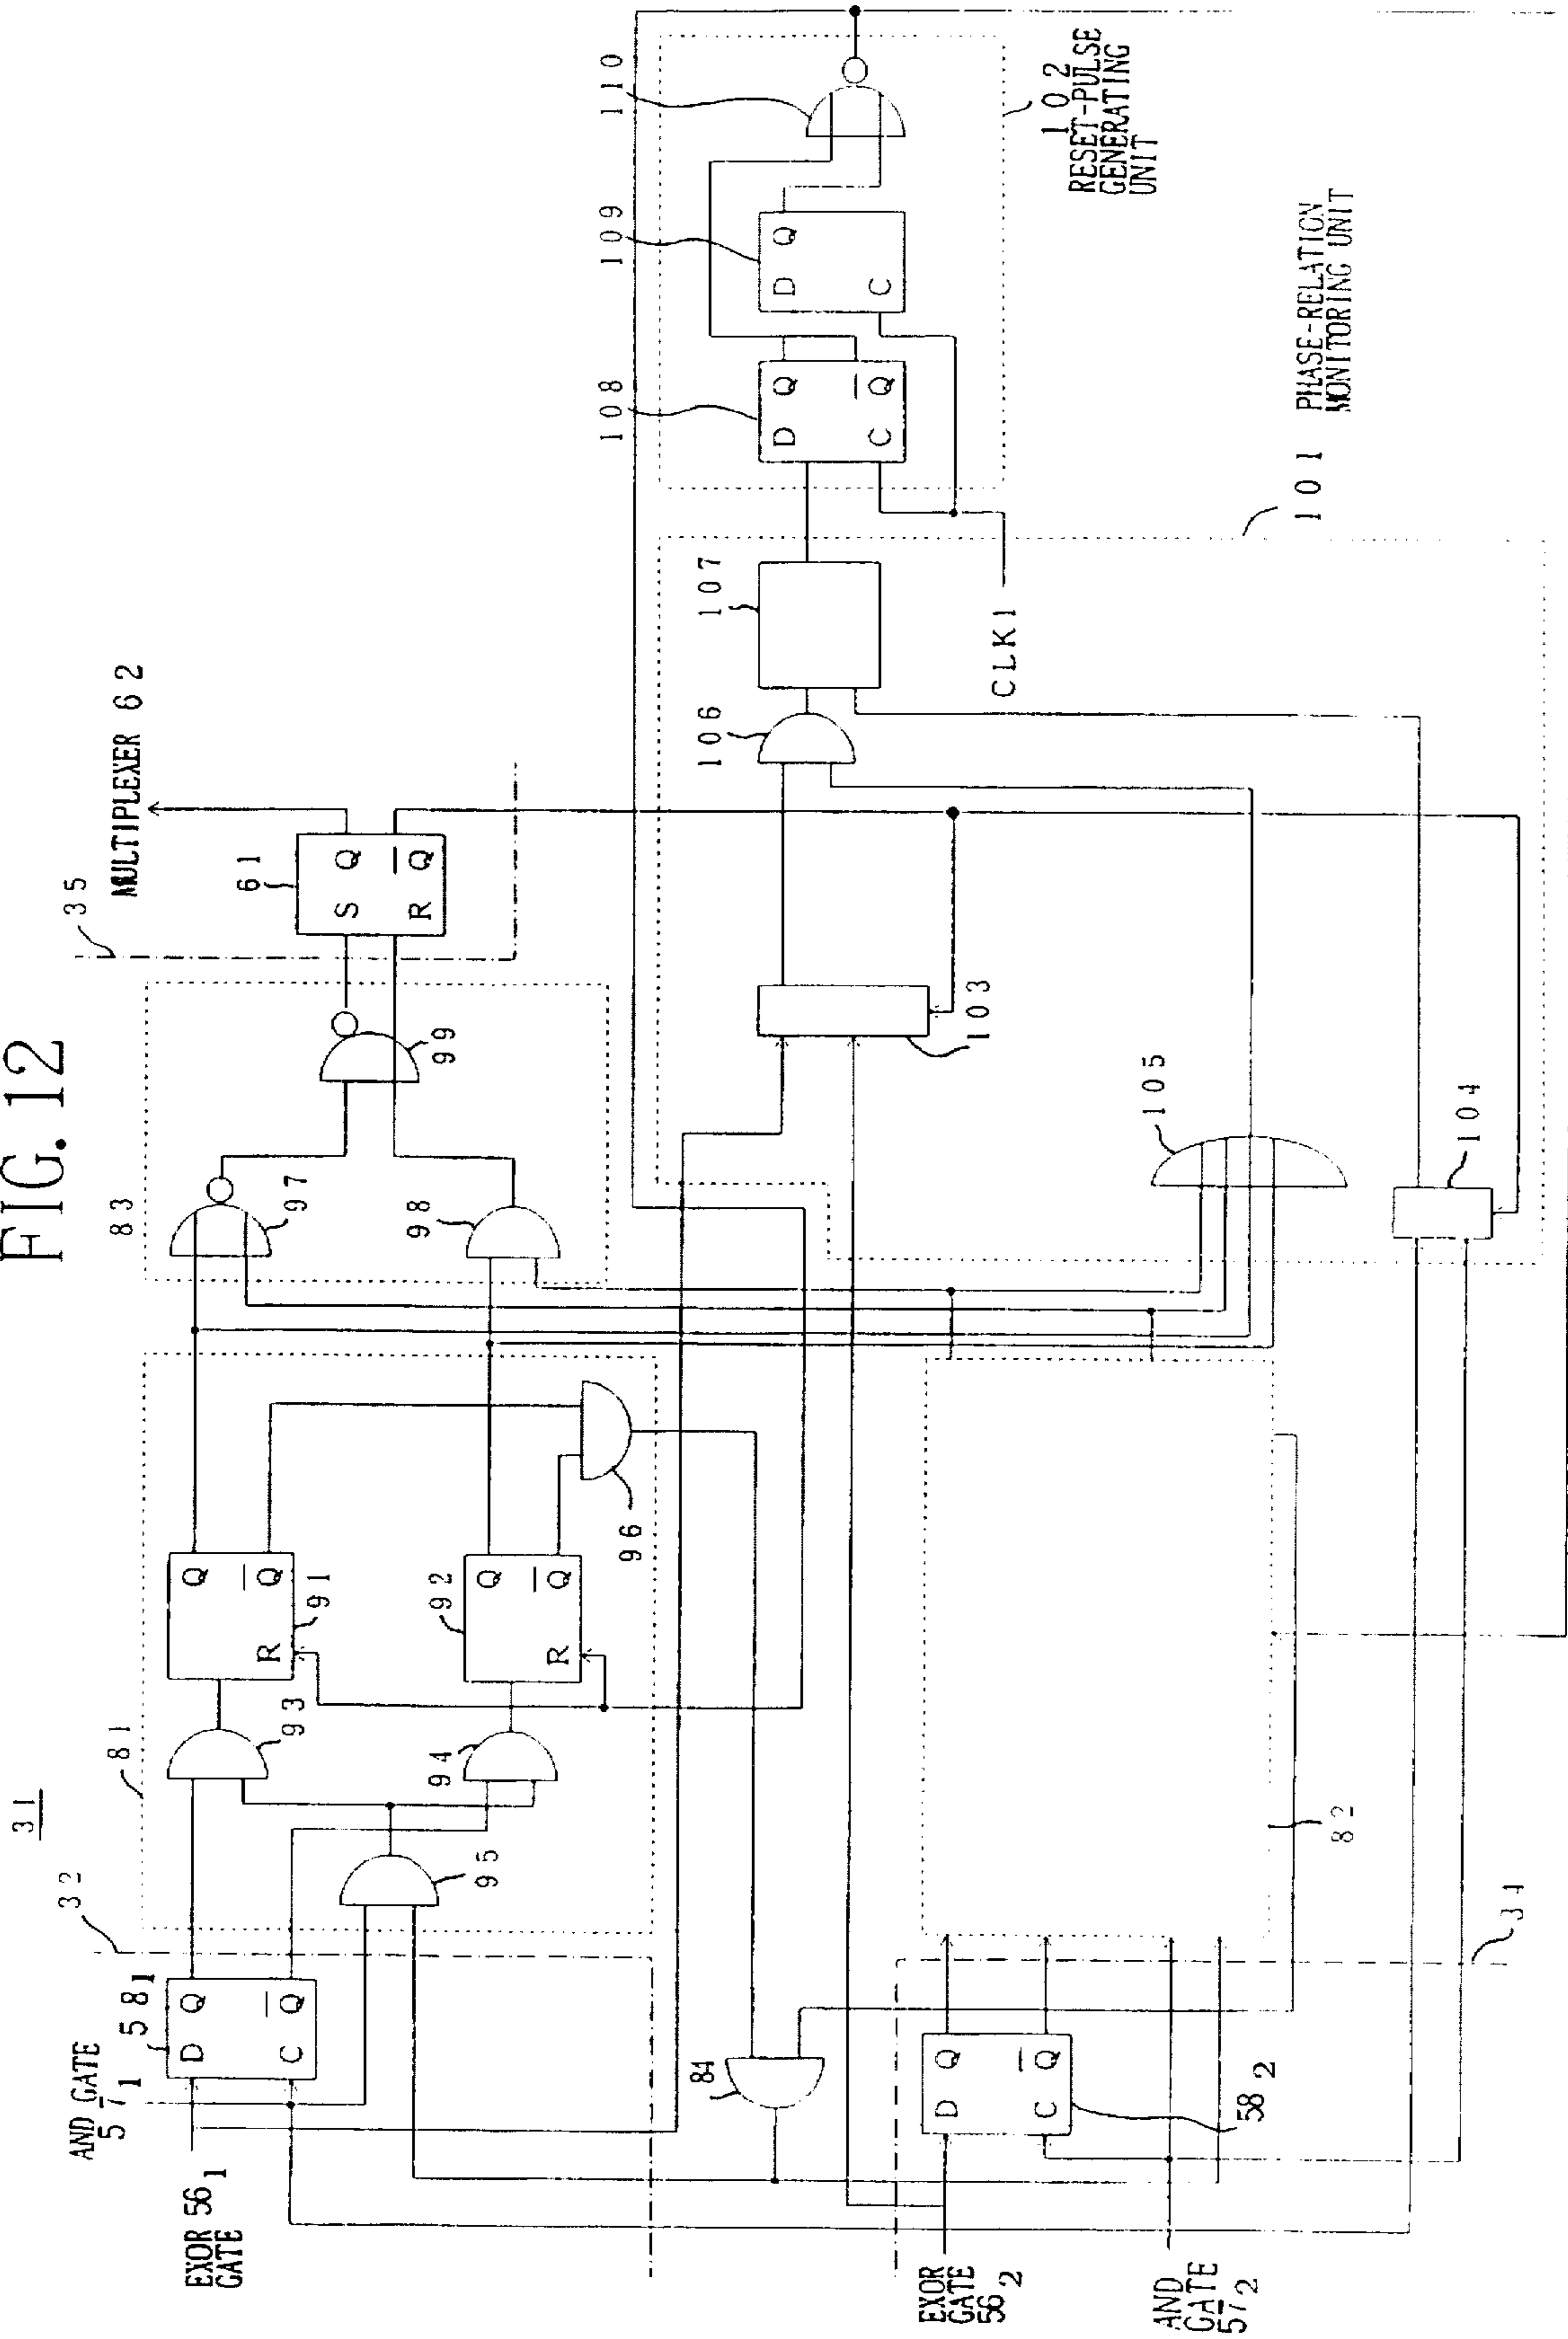 FIG. 12
31
32
35
MULTIPLEXER 62
81
83
AND GATE
57 1
58 1
D Q
C Q
EXOR 56 1
GATE
93
94
95
Q
Q
R
91
92
Q
Q
R
96
97
98
99
61
S Q
R Q
84
82
34
D Q
C Q
58 2
EXOR
GATE
56 2
AND
GATE
57 2
103
104
105
106
107
CLK1
101 PHASE-RELATION
MONITORING UNIT
108
D Q
C Q
109
D Q
C
110
102
RESET-PULSE
GENERATING
UNIT